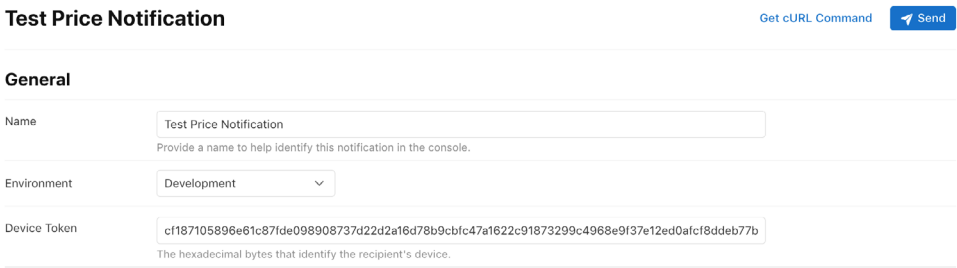 Test Price Notification
Get cURL Command
Send
General
Name
Test Price Notification
Provide a name to help identify this notification in the console.
Environment
Development
Device Token
cf187105896e61c87fde098908737d22d2a16d78b9cbfc47a1622c91873299c4968e9f37e12ed0afcf8ddeb77b
The hexadecimal bytes that identify the recipient's device.